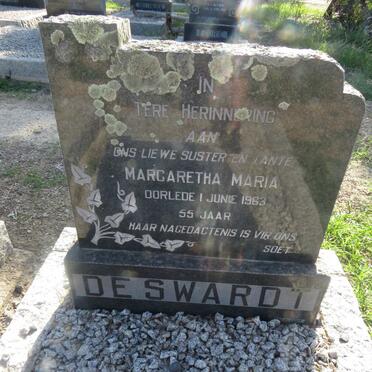 IN
TERE HERINNERING
AAN
ONS LIEWE SUSTER EN TANTE
MARGARETHA MARIA
OORLEDE 1 JUNIE 1963
55 JAAR
HAAR NAGEDAGTENIS IS VIR ONS
SOET
DE SWARDT